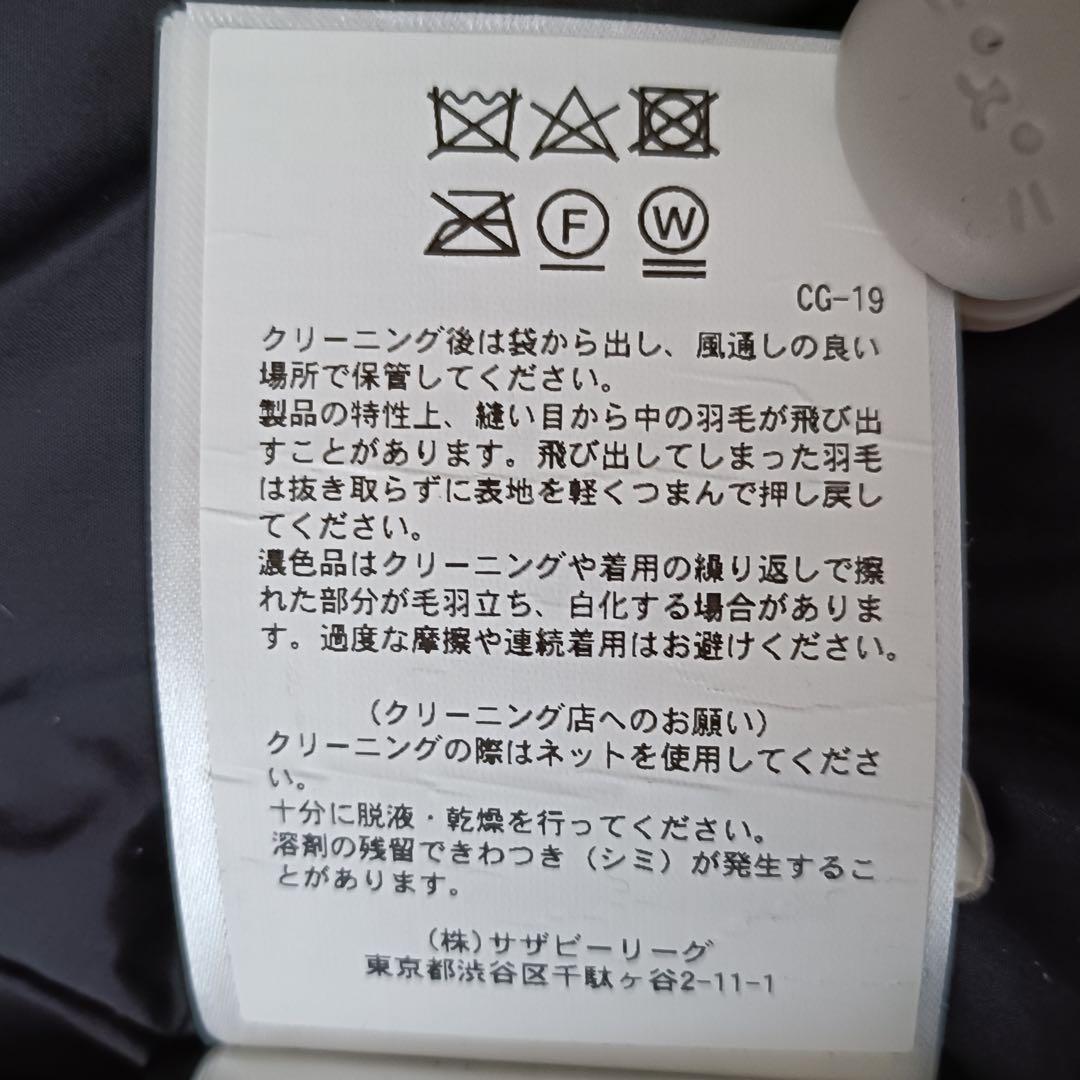 F
W
CG-19
クリーニング後は袋から出し、風通しの良い
場所で保管してください。
製品の特性上、縫い目から中の羽毛が飛び出
すことがあります。飛び出してしまった羽毛
は抜き取らずに表地を軽くつまんで押し戻し
てください。
濃色品はクリーニングや着用の繰り返しで擦
れた部分が毛羽立ち、白化する場合がありま
す。過度な摩擦や連続着用はお避けください。
(クリーニング店へのお願い)
クリーニングの際はネットを使用してくださ
い。
十分に脱液・乾燥を行ってください。
溶剤の残留できわつき(シミ)が発生するこ
とがあります。
(株)サザビーリーグ
東京都渋谷区千駄ヶ谷2-11-1